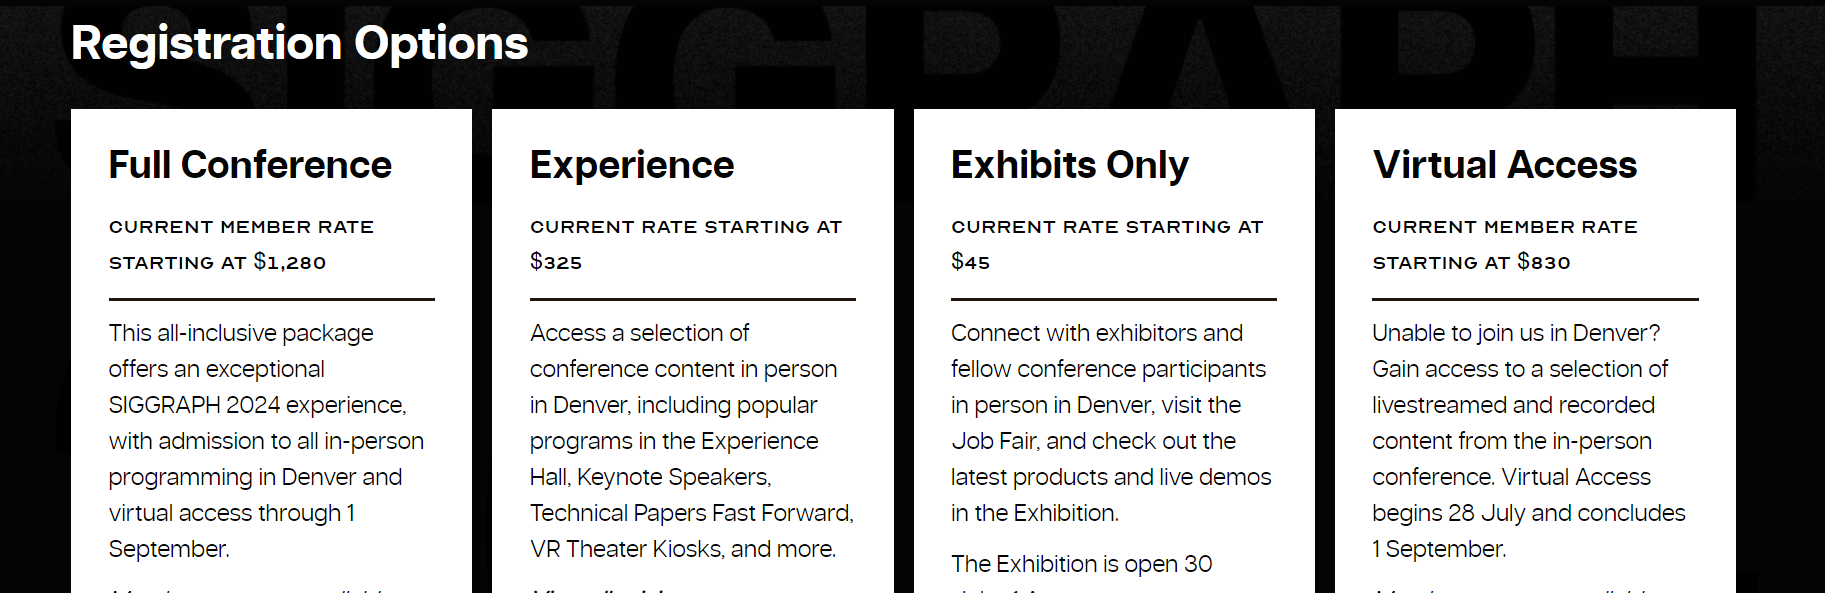 SIGGRAPH
Registration Options
Full Conference
CURRENT MEMBER RATE
STARTING AT $1,280
This all-inclusive package
offers an exceptional
SIGGRAPH 2024 experience,
with admission to all in-person
programming in Denver and
virtual access through 1
September.
Experience
CURRENT RATE STARTING AT
$325
Access a selection of
conference content in person
in Denver, including popular
programs in the Experience
Hall, Keynote Speakers,
Technical Papers Fast Forward,
VR Theater Kiosks, and more.
Exhibits Only
CURRENT RATE STARTING AT
$45
Connect with exhibitors and
fellow conference participants
in person in Denver, visit the
Job Fair, and check out the
latest products and live demos
in the Exhibition.
The Exhibition is open 30
Virtual Access
CURRENT MEMBER RATE
STARTING AT $830
Unable to join us in Denver?
Gain access to a selection of
livestreamed and recorded
content from the in-person
conference. Virtual Access
begins 28 July and concludes
1 September.